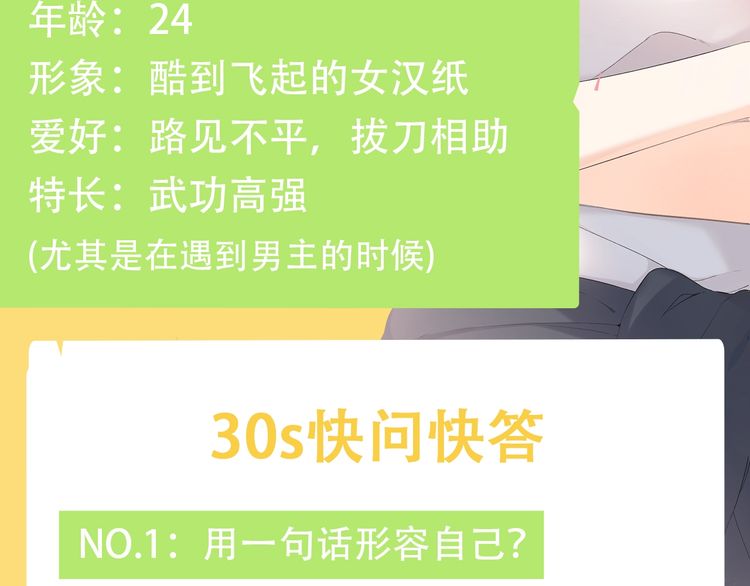 年龄：24
形象：酷到飞起的女汉纸
爱好：路见不平，拔刀相助
特长：武功高强
(尤其是在遇到男主的时候)
30s快问快答
NO.1：用一句话形容自己?